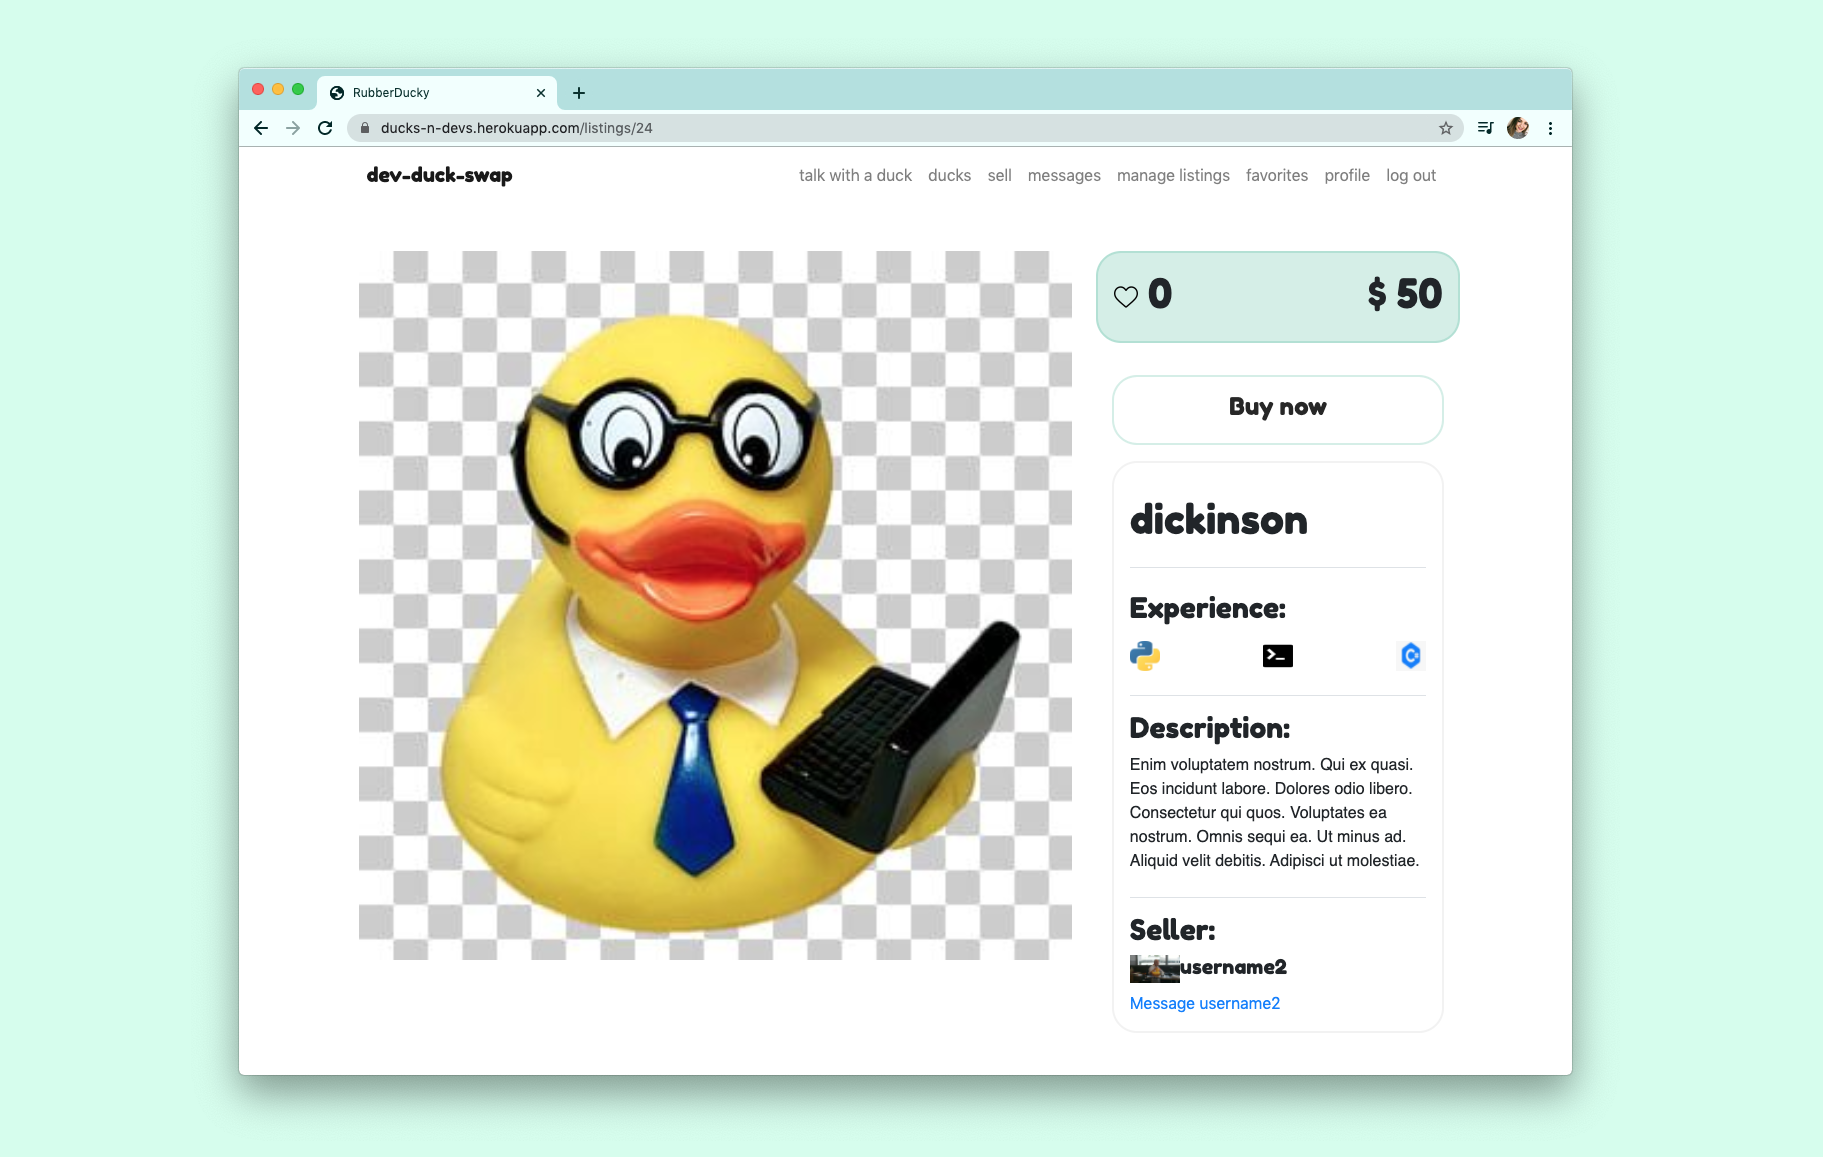 RubberDucky
ducks-n-devs.herokuapp.com/listings/24
dev-duck-swap
talk with a duck ducks sell messages manage listings favorites profile log out
0 $ 50
Buy now
dickinson
Experience:
Description:
Enim voluptatem nostrum. Qui ex quasi.
Eos incidunt labore. Dolores odio libero.
Consectetur qui quos. Voluptates ea
nostrum. Omnis sequi ea. Ut minus ad.
Aliquid velit debitis. Adipisci ut molestiae.
Seller:
username2
Message username2